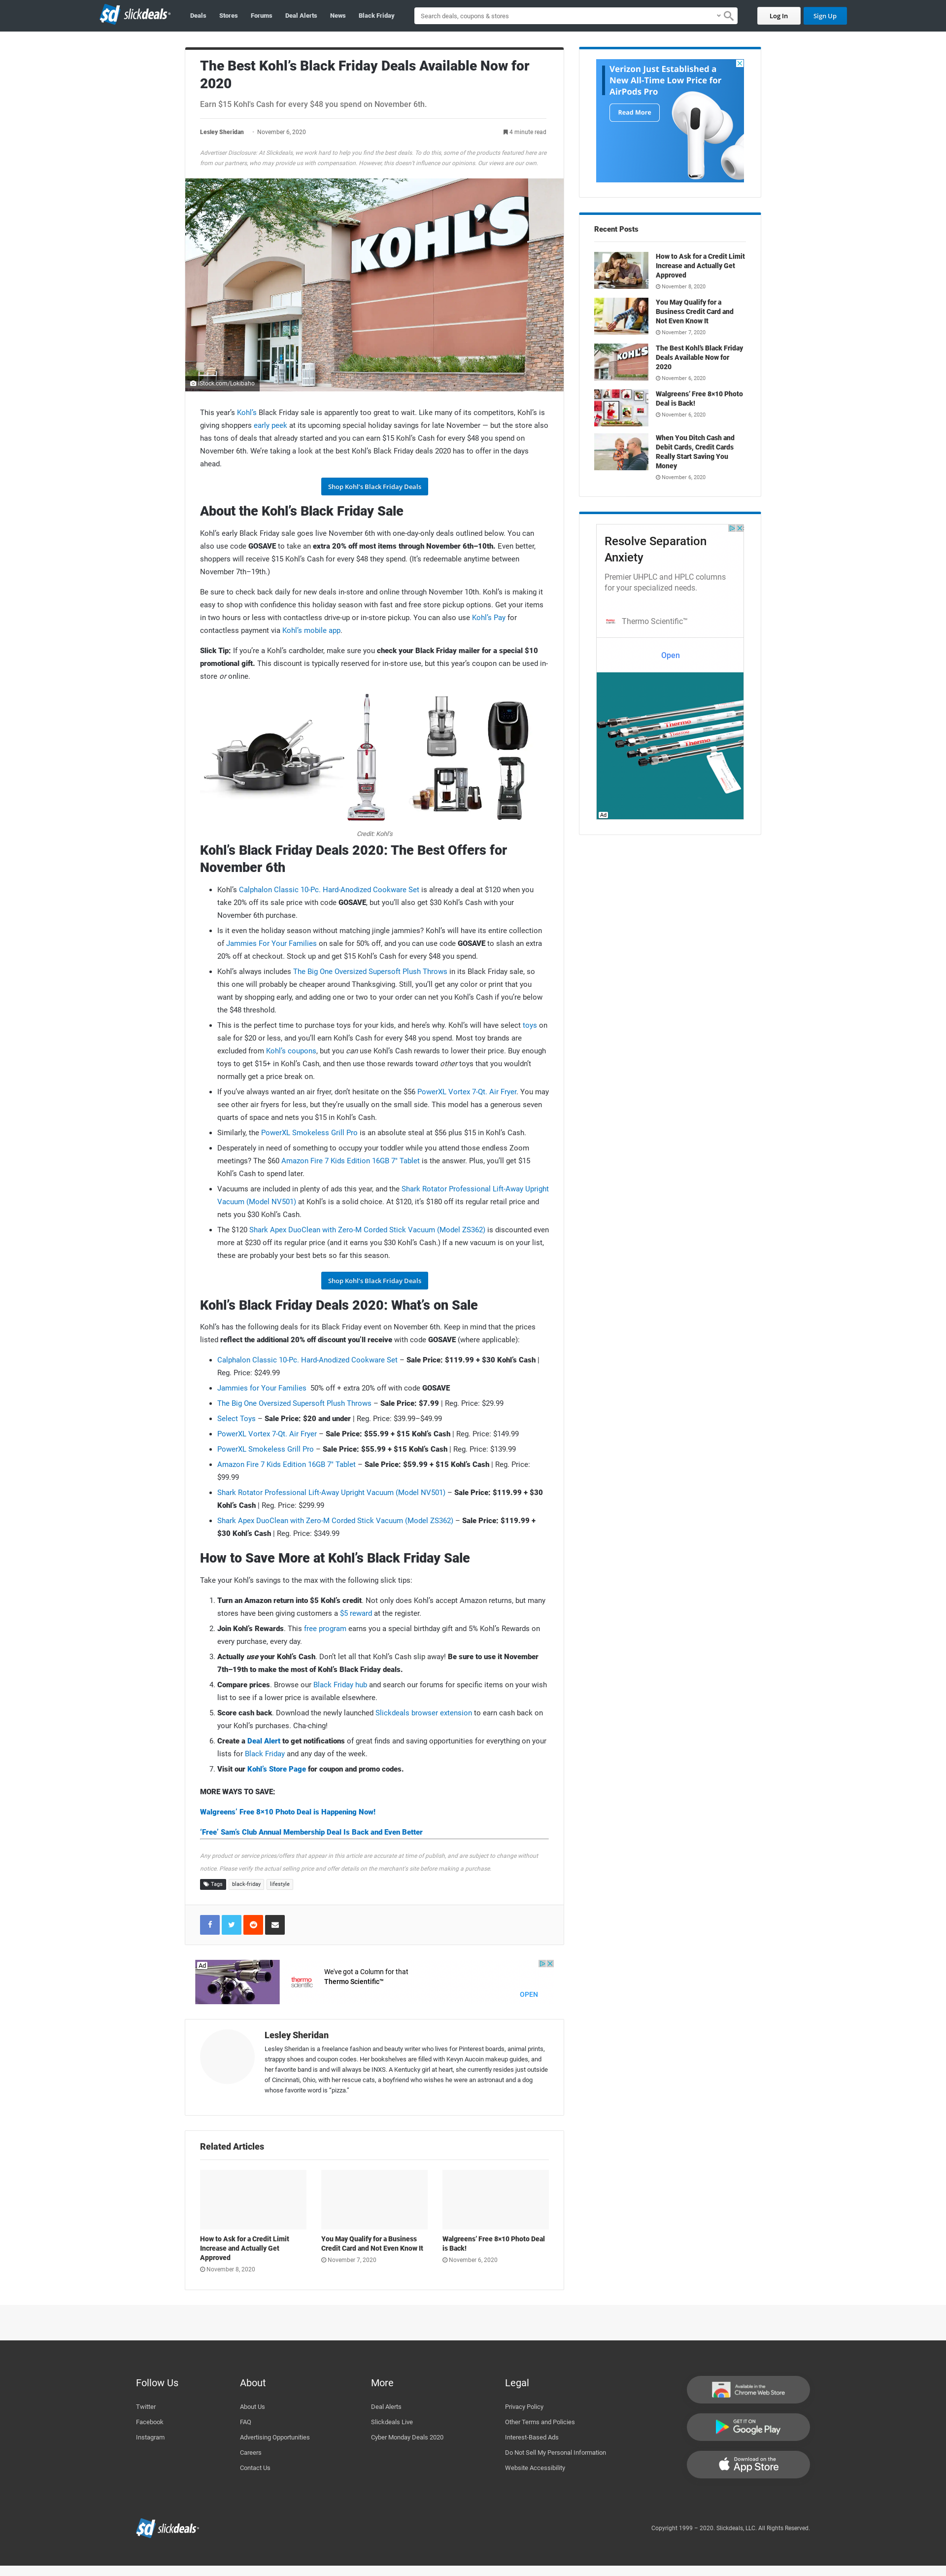 slickdeals
Deals
Stores
Forums
Deal Alerts
News
Black Friday
Search deals, coupons & stores
Log In
Sign Up
The Best Kohl's Black Friday Deals Available Now for
2020
Earn $15 Kohl's Cash for every $48 you spend on November 6th.
Lesley Sheridan
November 6, 2020
4 minute read
Advertiser Disclosure: At Slickdeals, we work hard to help you find the best deals. To do this, some of the products featured here are
from our partners, who may provide us with compensation. However, this doesn't influence our opinions. Our views are our own.
KOHL'S
iStock.com/Lokibaho
This year's Kohl's Black Friday sale is apparently too great to wait. Like many of its competitors, Kohl's is
giving shoppers early peek at its upcoming special holiday savings for late November — but the store also
has tons of deals that already started and you can earn $15 Kohl's Cash for every $48 you spend on
November 6th. We're taking a look at the best Kohl's Black Friday deals 2020 has to offer in the days
ahead.
Shop Kohl's Black Friday Deals
About the Kohl's Black Friday Sale
Kohl's early Black Friday sale goes live November 6th with one-day-only deals outlined below. You can
also use code GOSAVE to take an extra 20% off most items through November 6th–10th. Even better,
shoppers will receive $15 Kohl's Cash for every $48 they spend. (It's redeemable anytime between
November 7th–19th.)
Be sure to check back daily for new deals in-store and online through November 10th. Kohl's is making it
easy to shop with confidence this holiday season with fast and free store pickup options. Get your items
in two hours or less with contactless drive-up or in-store pickup. You can also use Kohl's Pay for
contactless payment via Kohl's mobile app.
Slick Tip: If you're a Kohl's cardholder, make sure you check your Black Friday mailer for a special $10
promotional gift. This discount is typically reserved for in-store use, but this year's coupon can be used in-
store or online.
Credit: Kohl's
Kohl's Black Friday Deals 2020: The Best Offers for
November 6th
Kohl's Calphalon Classic 10-Pc. Hard-Anodized Cookware Set is already a deal at $120 when you
take 20% off its sale price with code GOSAVE, but you'll also get $30 Kohl's Cash with your
November 6th purchase.
Is it even the holiday season without matching jingle jammies? Kohl's will have its entire collection
of Jammies For Your Families on sale for 50% off, and you can use code GOSAVE to slash an extra
20% off at checkout. Stock up and get $15 Kohl's Cash for every $48 you spend.
Kohl's always includes The Big One Oversized Supersoft Plush Throws in its Black Friday sale, so
this one will probably be cheaper around Thanksgiving. Still, you'll get any color or print that you
want by shopping early, and adding one or two to your order can net you Kohl's Cash if you're below
the $48 threshold.
This is the perfect time to purchase toys for your kids, and here's why. Kohl's will have select toys on
sale for $20 or less, and you'll earn Kohl's Cash for every $48 you spend. Most toy brands are
excluded from Kohl's coupons, but you can use Kohl's Cash rewards to lower their price. Buy enough
toys to get $15+ in Kohl's Cash, and then use those rewards toward other toys that you wouldn't
normally get a price break on.
If you've always wanted an air fryer, don't hesitate on the $56 PowerXL Vortex 7-Qt. Air Fryer. You may
see other air fryers for less, but they're usually on the small side. This model has a generous seven
quarts of space and nets you $15 in Kohl's Cash.
Similarly, the PowerXL Smokeless Grill Pro is an absolute steal at $56 plus $15 in Kohl's Cash.
Desperately in need of something to occupy your toddler while you attend those endless Zoom
meetings? The $60 Amazon Fire 7 Kids Edition 16GB 7" Tablet is the answer. Plus, you'll get $15
Kohl's Cash to spend later.
Vacuums are included in plenty of ads this year, and the Shark Rotator Professional Lift-Away Upright
Vacuum (Model NV501) at Kohl's is a solid choice. At $120, it's $180 off its regular retail price and
nets you $30 Kohl's Cash.
The $120 Shark Apex DuoClean with Zero-M Corded Stick Vacuum (Model ZS362) is discounted even
more at $230 off its regular price (and it earns you $30 Kohl's Cash.) If a new vacuum is on your list,
these are probably your best bets so far this season.
Shop Kohl's Black Friday Deals
Kohl's Black Friday Deals 2020: What's on Sale
Kohl's has the following deals for its Black Friday event on November 6th. Keep in mind that the prices
listed reflect the additional 20% off discount you'll receive with code GOSAVE (where applicable):
Calphalon Classic 10-Pc. Hard-Anodized Cookware Set – Sale Price: $119.99 + $30 Kohl's Cash |
Reg. Price: $249.99
Jammies for Your Families 50% off + extra 20% off with code GOSAVE
The Big One Oversized Supersoft Plush Throws – Sale Price: $7.99 | Reg. Price: $29.99
Select Toys – Sale Price: $20 and under | Reg. Price: $39.99–$49.99
PowerXL Vortex 7-Qt. Air Fryer – Sale Price: $55.99 + $15 Kohl's Cash | Reg. Price: $149.99
PowerXL Smokeless Grill Pro – Sale Price: $55.99 + $15 Kohl's Cash | Reg. Price: $139.99
Amazon Fire 7 Kids Edition 16GB 7" Tablet – Sale Price: $59.99 + $15 Kohl's Cash | Reg. Price:
$99.99
Shark Rotator Professional Lift-Away Upright Vacuum (Model NV501) – Sale Price: $119.99 + $30
Kohl's Cash | Reg. Price: $299.99
Shark Apex DuoClean with Zero-M Corded Stick Vacuum (Model ZS362) – Sale Price: $119.99 +
$30 Kohl's Cash | Reg. Price: $349.99
How to Save More at Kohl's Black Friday Sale
Take your Kohl's savings to the max with the following slick tips:
1. Turn an Amazon return into $5 Kohl's credit. Not only does Kohl's accept Amazon returns, but many
stores have been giving customers a $5 reward at the register.
2. Join Kohl's Rewards. This free program earns you a special birthday gift and 5% Kohl's Rewards on
every purchase, every day.
3. Actually use your Kohl's Cash. Don't let all that Kohl's Cash slip away! Be sure to use it November
7th–19th to make the most of Kohl's Black Friday deals.
4. Compare prices. Browse our Black Friday hub and search our forums for specific items on your wish
list to see if a lower price is available elsewhere.
5. Score cash back. Download the newly launched Slickdeals browser extension to earn cash back on
your Kohl's purchases. Cha-ching!
6. Create a Deal Alert to get notifications of great finds and saving opportunities for everything on your
lists for Black Friday and any day of the week.
7. Visit our Kohl's Store Page for coupon and promo codes.
MORE WAYS TO SAVE:
Walgreens' Free 8×10 Photo Deal is Happening Now!
'Free' Sam's Club Annual Membership Deal Is Back and Even Better
Any product or service prices/offers that appear in this article are accurate at time of publish, and are subject to change without
notice. Please verify the actual selling price and offer details on the merchant's site before making a purchase.
Tags
black-friday
lifestyle
Ad
thermo
scientific
We've got a Column for that
Thermo Scientific™
OPEN
Lesley Sheridan
Lesley Sheridan is a freelance fashion and beauty writer who lives for Pinterest boards, animal prints,
strappy shoes and coupon codes. Her bookshelves are filled with Kevyn Aucoin makeup guides, and
her favorite band is and will always be INXS. A Kentucky girl at heart, she currently resides just outside
of Cincinnati, Ohio, with her rescue cats, a boyfriend who wishes he were an astronaut and a dog
whose favorite word is "pizza."
Related Articles
How to Ask for a Credit Limit
Increase and Actually Get
Approved
November 8, 2020
You May Qualify for a Business
Credit Card and Not Even Know It
November 7, 2020
Walgreens' Free 8×10 Photo Deal
is Back!
November 6, 2020
Verizon Just Established a
New All-Time Low Price for
AirPods Pro
Read More
Recent Posts
How to Ask for a Credit Limit
Increase and Actually Get
Approved
November 8, 2020
You May Qualify for a
Business Credit Card and
Not Even Know It
November 7, 2020
KOHL'S
The Best Kohl's Black Friday
Deals Available Now for
2020
November 6, 2020
Walgreens' Free 8×10 Photo
Deal is Back!
November 6, 2020
When You Ditch Cash and
Debit Cards, Credit Cards
Really Start Saving You
Money
November 6, 2020
Resolve Separation
Anxiety
Premier UHPLC and HPLC columns
for your specialized needs.
Thermo Scientific™
Open
Thermo
Ad
Follow Us
Twitter
Facebook
Instagram
About
About Us
FAQ
Advertising Opportunities
Careers
Contact Us
More
Deal Alerts
Slickdeals Live
Cyber Monday Deals 2020
Legal
Privacy Policy
Other Terms and Policies
Interest-Based Ads
Do Not Sell My Personal Information
Website Accessibility
Available in the
Chrome Web Store
GET IT ON
Google Play
Download on the
App Store
slickdeals
Copyright 1999 – 2020. Slickdeals, LLC. All Rights Reserved.